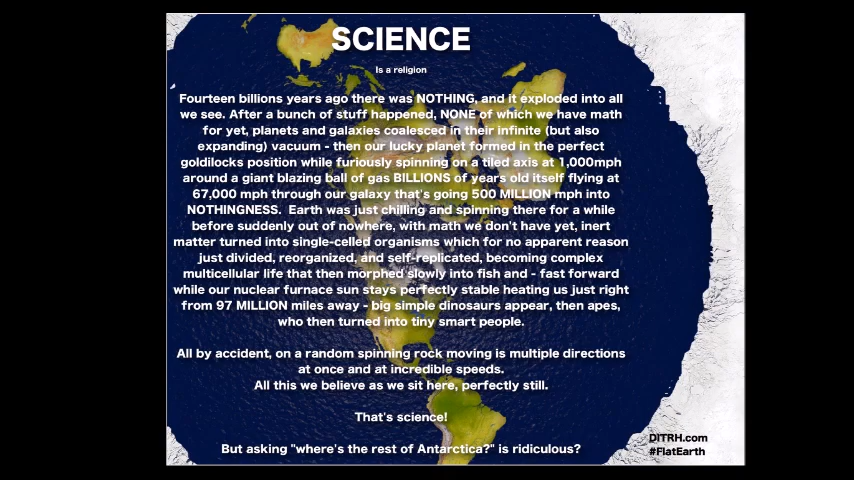 SCIENCE
Is a religion
Fourteen billions years ago there was NOTHING, and it exploded into all
we see. After a bunch of stuff happened, NONE of which we have math
for yet, planets and galaxies coalesced in their infinite (but also
expanding) vacuum - then our lucky planet formed in the perfect
goldilocks position while furiously spinning on a tiled axis at 1,000mph
around a giant blazing ball of gas BILLIONS of years old itself flying at
67,000 mph through our galaxy that's going 500 MILLION mph into
NOTHINGNESS. Earth was just chilling and spinning there for a while
before suddenly out of nowhere, with math we don't have yet, inert
matter turned into single-celled organisms which for no apparent reason
just divided, reorganized, and self-replicated, becoming complex
multicellular life that then morphed slowly into fish and - fast forward
while our nuclear furnace sun stays perfectly stable heating us just right
from 97 MILLION miles away - big simple dinosaurs appear, then apes,
who then turned into tiny smart people.
All by accident, on a random spinning rock moving is multiple directions
at once and at incredible speeds.
All this we believe as we sit here, perfectly still.
That's science!
But asking "where's the rest of Antarctica?" is ridiculous?
DITRH.com
#FlatEarth